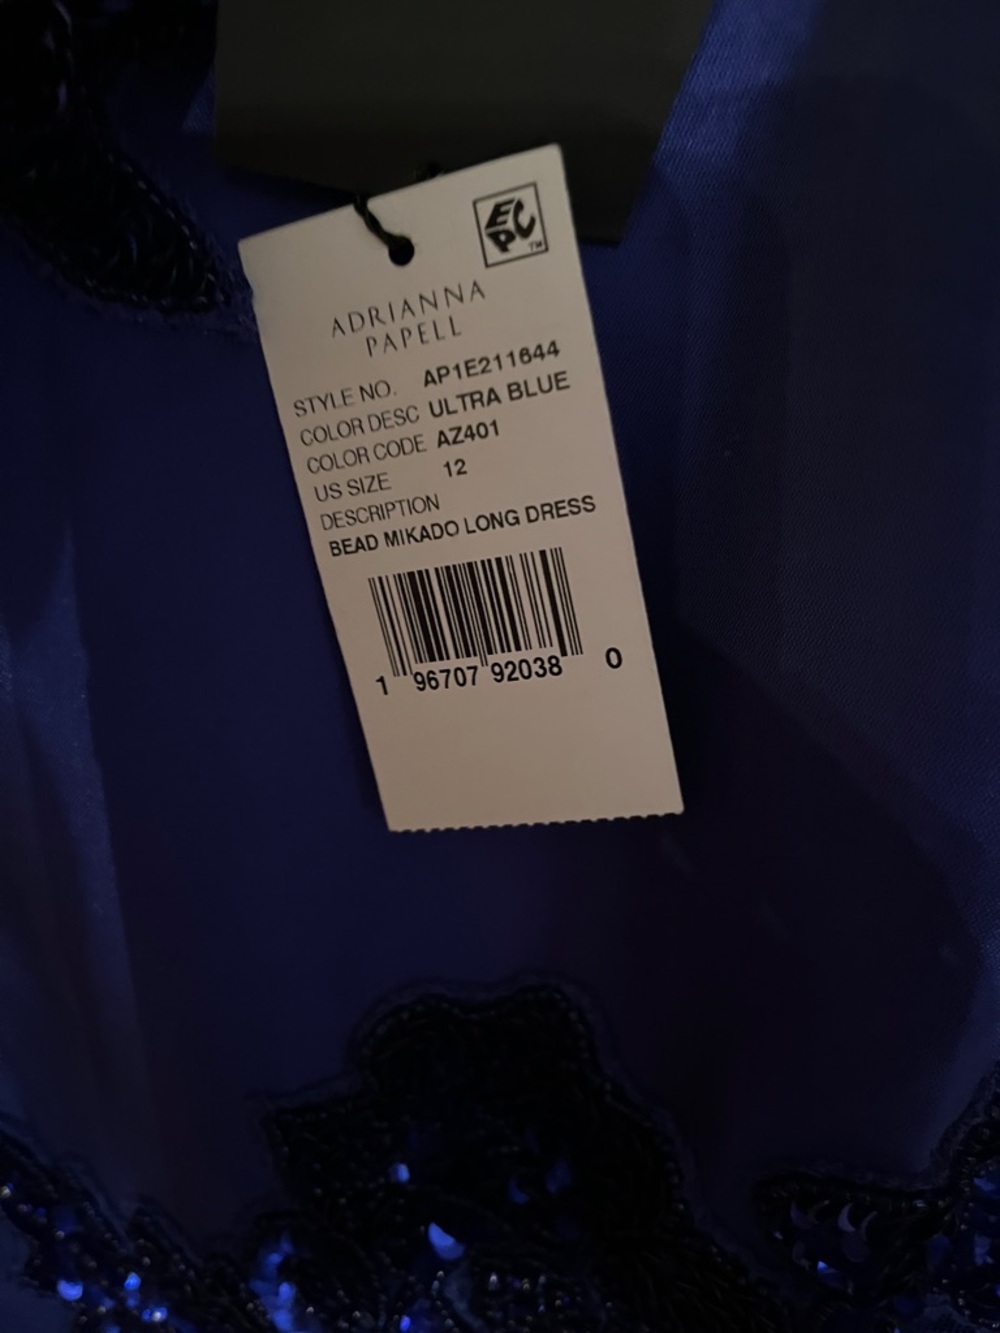 EPC™
ADRIANNA
PAPELL
STYLE NO. AP1E211644
COLOR DESC ULTRA BLUE
COLOR CODE AZ401
US SIZE 12
DESCRIPTION
BEAD MIKADO LONG DRESS
1 96707 92038 0